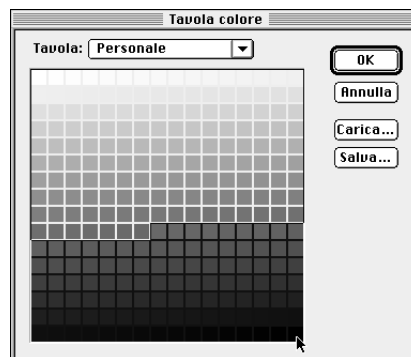 Tavola colore
Tavola: Personale
OK
Annulla
Carica...
Salva...